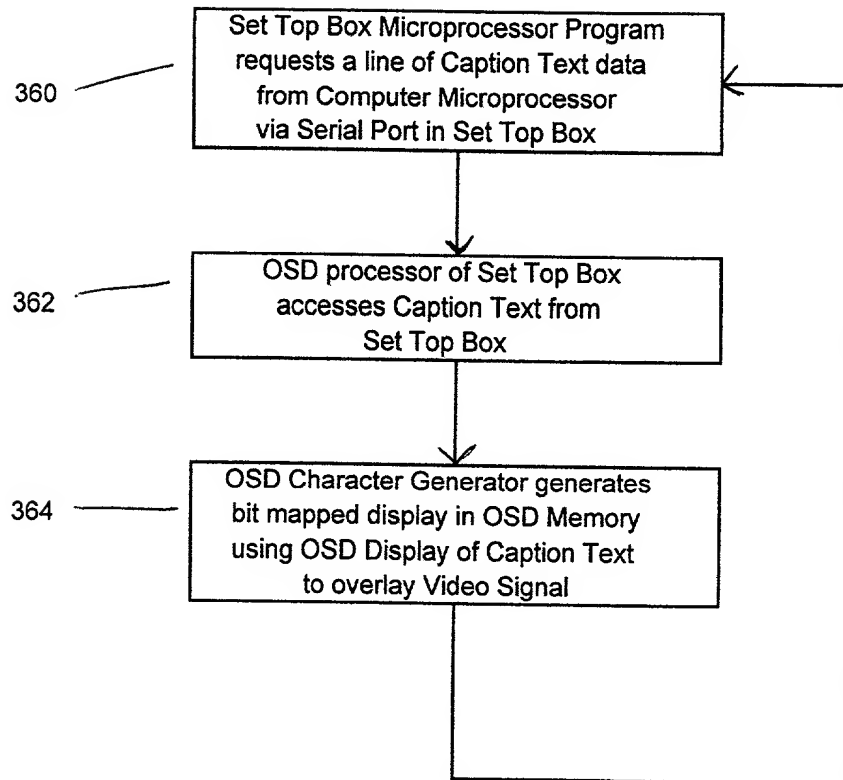 360
Set Top Box Microprocessor Program
requests a line of Caption Text data
from Computer Microprocessor
via Serial Port in Set Top Box
362
OSD processor of Set Top Box
accesses Caption Text from
Set Top Box
364
OSD Character Generator generates
bit mapped display in OSD Memory
using OSD Display of Caption Text
to overlay Video Signal